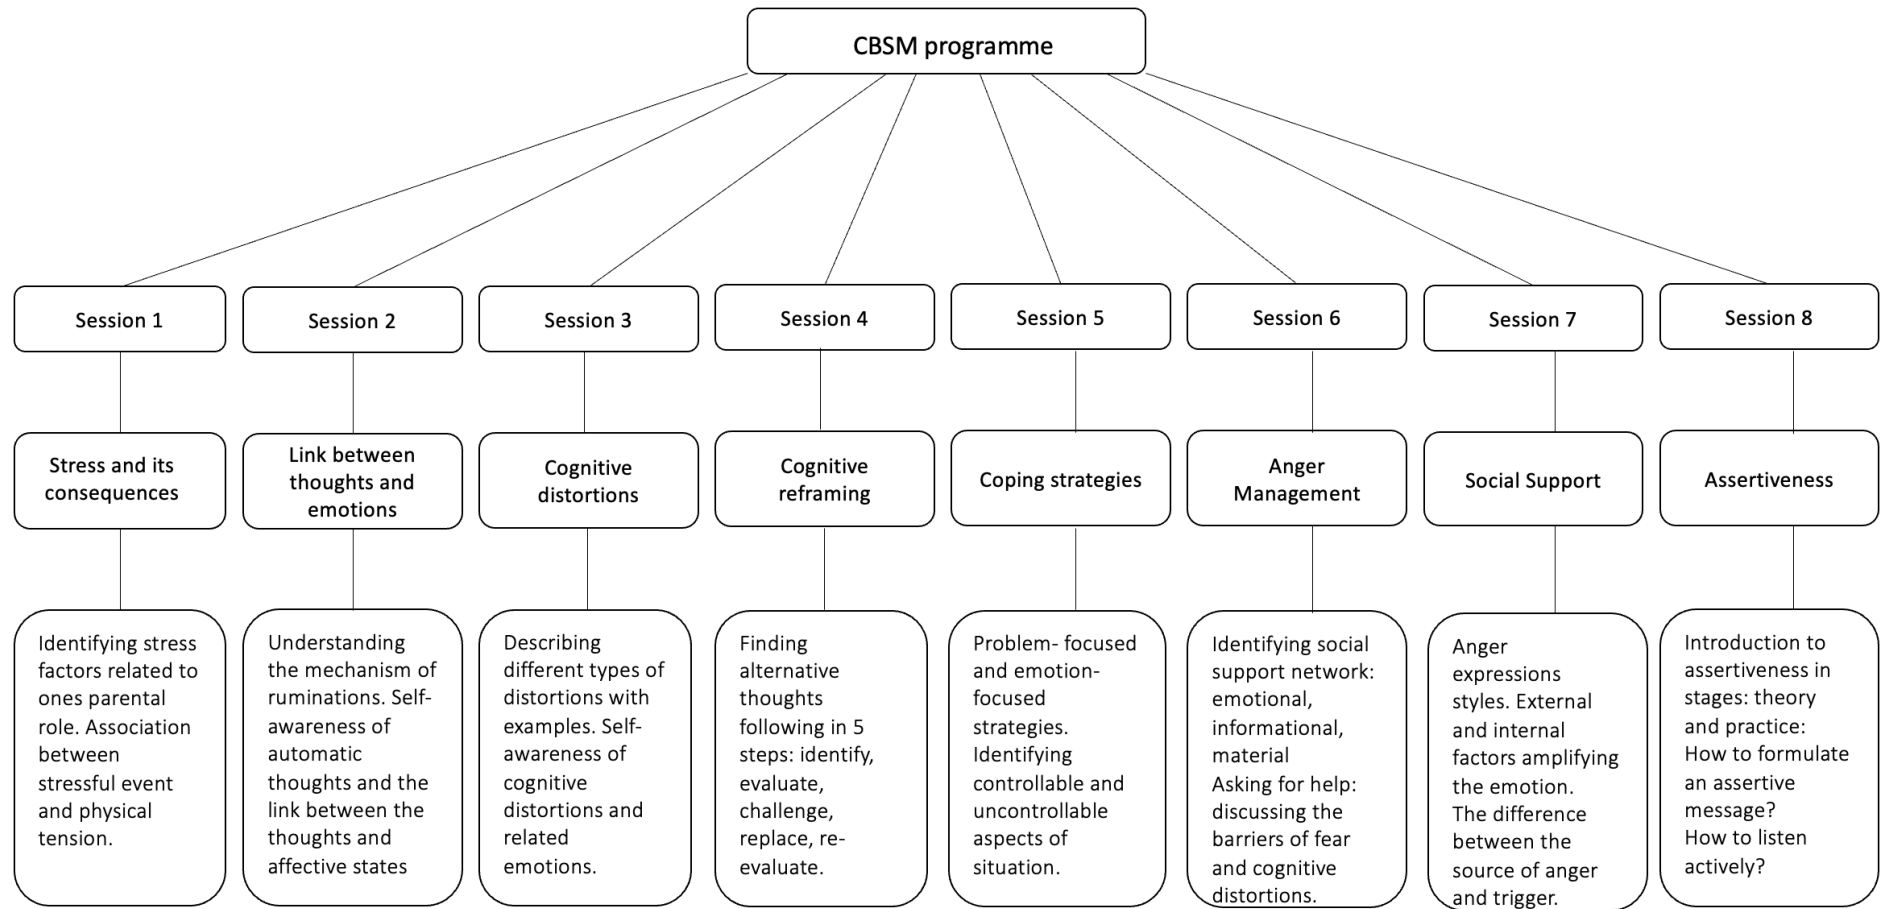 CBSM programme
Session 1
Session 2
Session 3
Session 4
Session 5
Session 6
Session 7
Session 8
Stress and its
consequences
Link between
thoughts and
emotions
Cognitive
distortions
Cognitive
reframing
Coping strategies
Anger
Management
Social Support
Assertiveness
Identifying stress
factors related to
ones parental
role. Association
between
stressful event
and physical
tension.
Understanding
the mechanism of
ruminations. Self-
awareness of
automatic
thoughts and the
link between the
thoughts and
affective states
Describing
different types of
distortions with
examples. Self-
awareness of
cognitive
distortions and
related
emotions.
Finding
alternative
thoughts
following in 5
steps: identify,
evaluate,
challenge,
replace, re-
evaluate.
Problem- focused
and emotion-
focused
strategies.
Identifying
controllable and
uncontrollable
aspects of
situation.
Identifying social
support network:
emotional,
informational,
material
Asking for help:
discussing the
barriers of fear
and cognitive
distortions.
Anger
expressions
styles. External
and internal
factors amplifying
the emotion.
The difference
between the
source of anger
and trigger.
Introduction to
assertiveness in
stages: theory
and practice:
How to formulate
an assertive
message?
How to listen
actively?